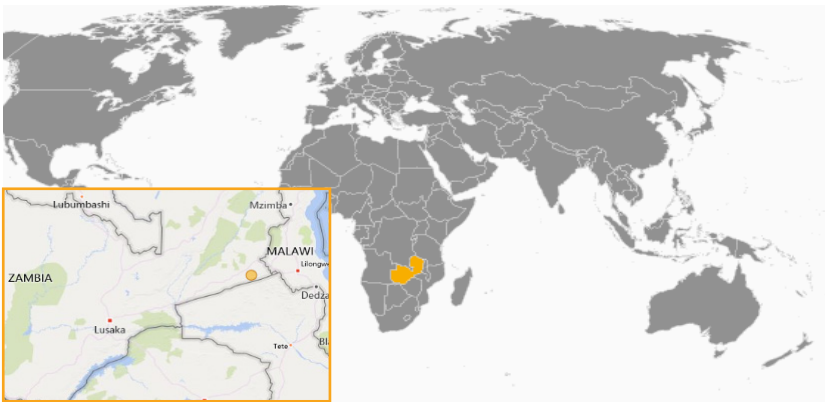 Lubumbashi
Mzimba
MALAWI
Lilongwe
ZAMBIA
Dedza
Lusaka
Tete